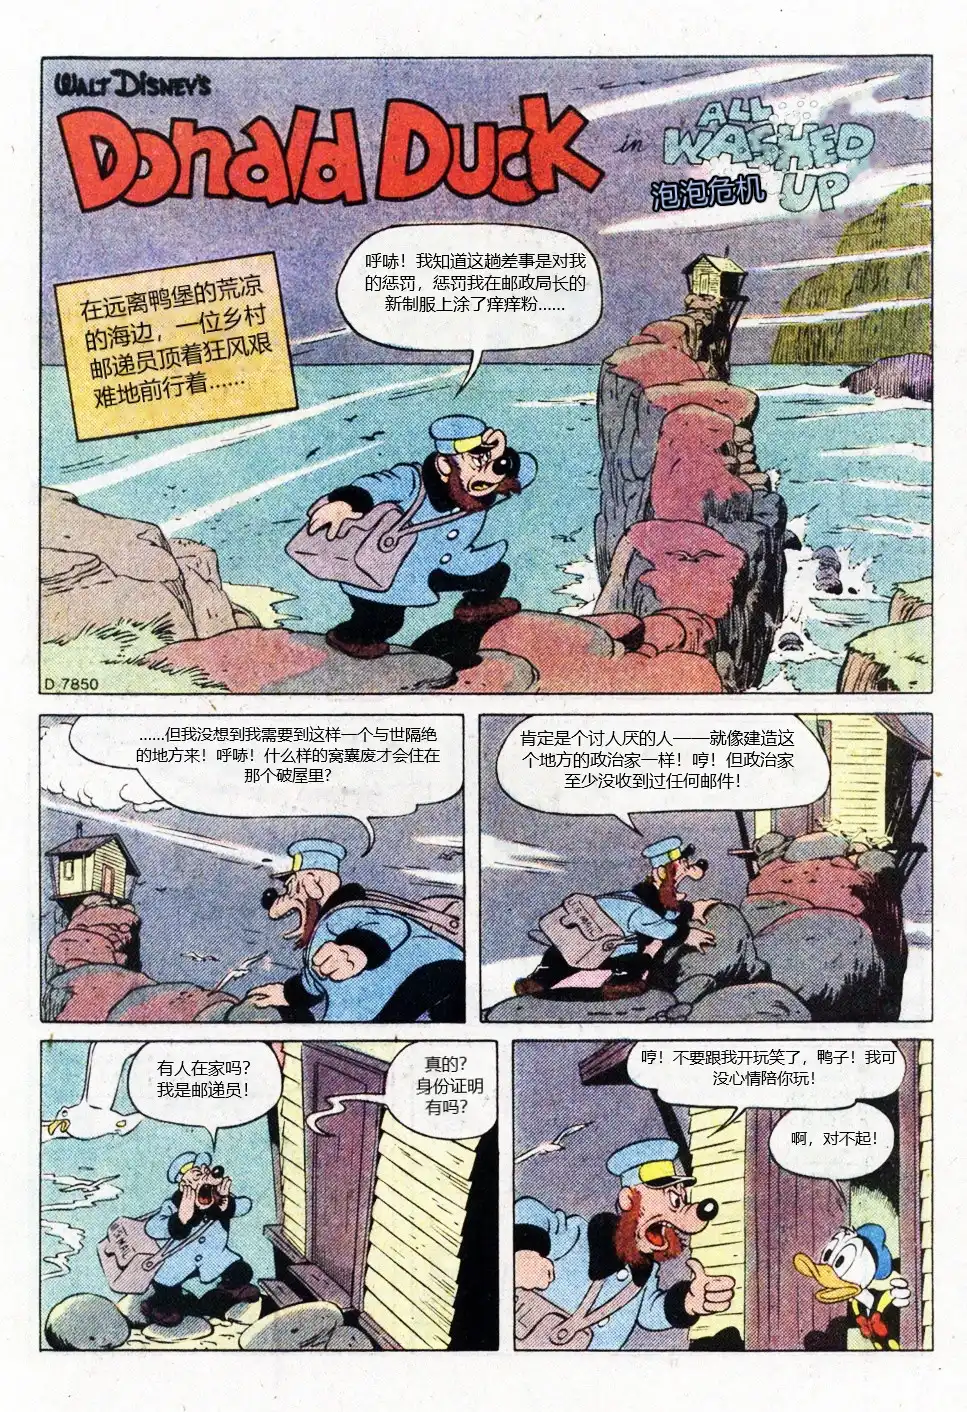 WALT DISNEY'S
Donald Duck
in
ALL
WASHED
UP
泡泡危机
呼哧！我知道这趟差事是对我
的惩罚，惩罚我在邮政局长的
新制服上涂了痒痒粉……
在远离鸭堡的荒凉
的海边，一位乡村
邮递员顶着狂风艰
难地前行着……
D 7850
……但我没想到我需要到这样一个与世隔绝
的地方来！呼哧！什么样的窝囊废才会住在
那个破屋里？
肯定是个讨人厌的人——就像建造这
个地方的政治家一样！哼！但政治家
至少没收到过任何邮件！
有人在家吗？
我是邮递员！
真的？
身份证明
有吗？
哼！不要跟我开玩笑了，鸭子！我可
没心情陪你玩！
啊，对不起！